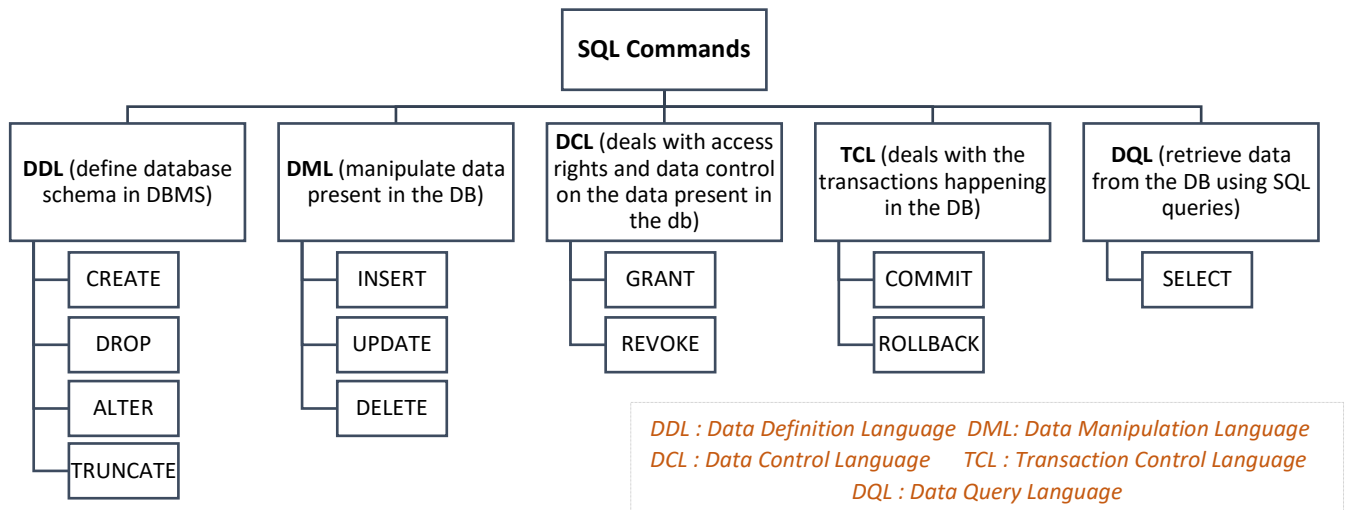 SQL Commands
DDL (define database
schema in DBMS)
DML (manipulate data
present in the DB)
DCL (deals with access
rights and data control
on the data present in
the db)
TCL (deals with the
transactions happening
in the DB)
DQL (retrieve data
from the DB using SQL
queries)
CREATE
DROP
ALTER
TRUNCATE
INSERT
UPDATE
DELETE
GRANT
REVOKE
COMMIT
ROLLBACK
SELECT
DDL : Data Definition Language DML: Data Manipulation Language
DCL : Data Control Language TCL : Transaction Control Language
DQL : Data Query Language